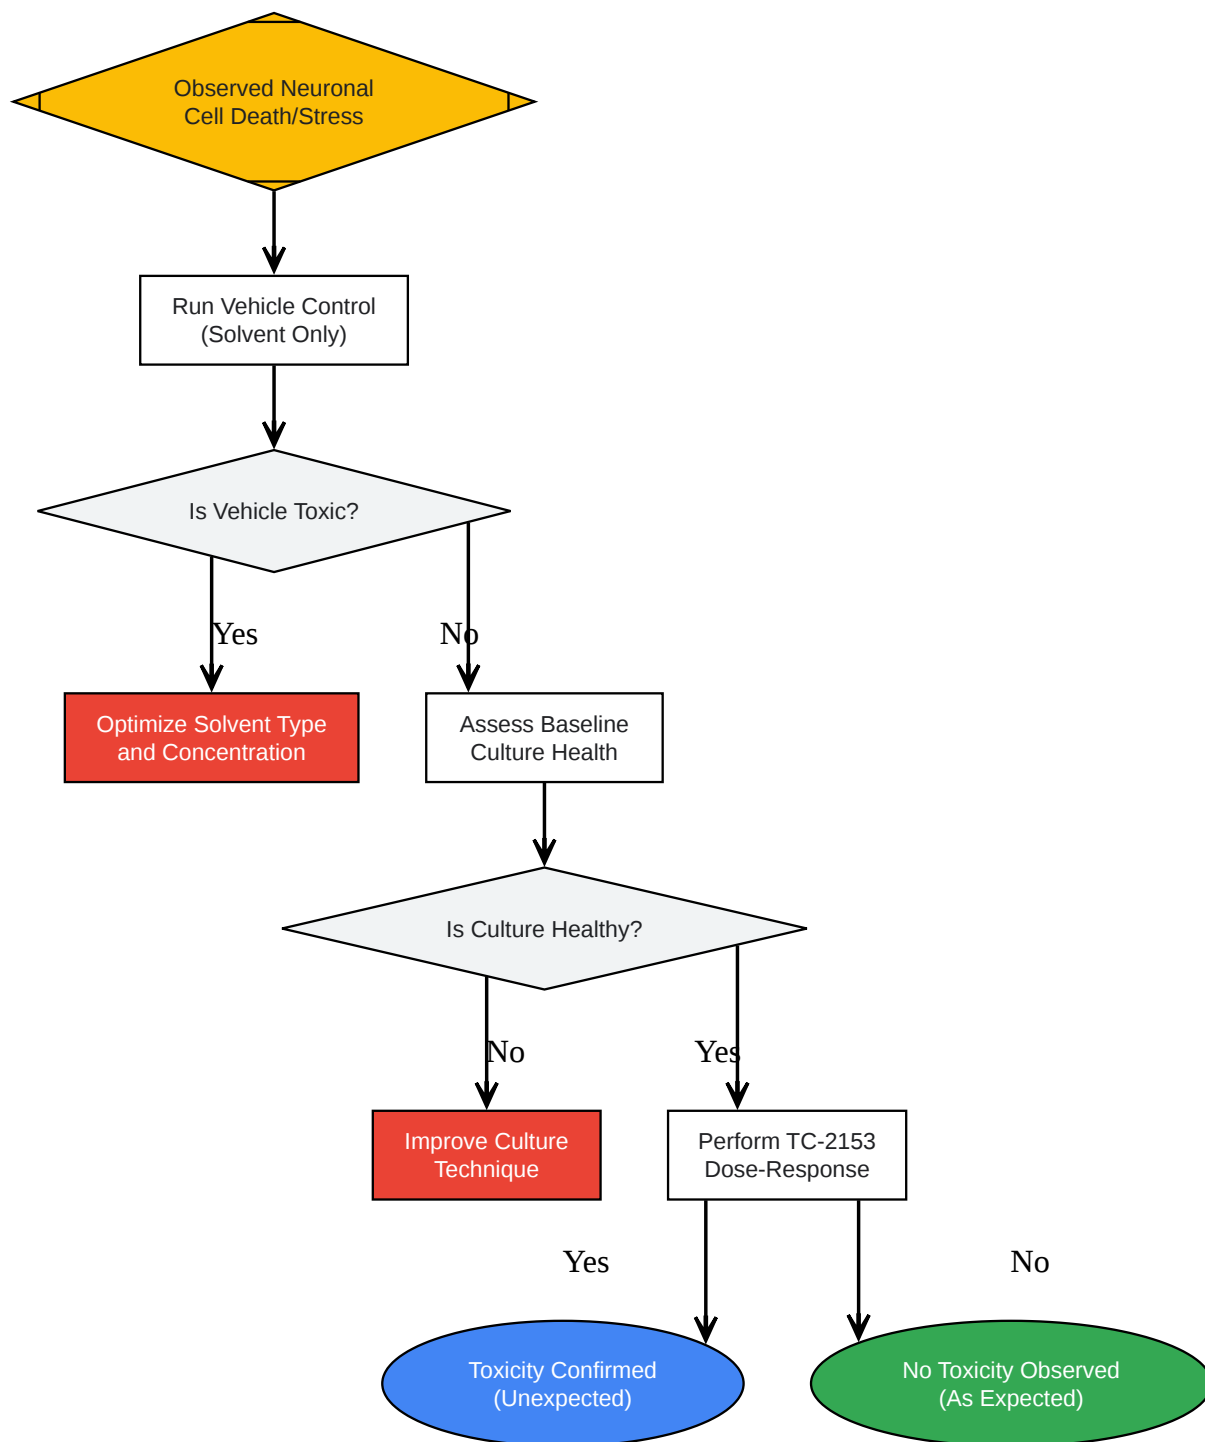 Observed Neuronal
Cell Death/Stress
Run Vehicle Control
(Solvent Only)
Is Vehicle Toxic?
Yes
No
Optimize Solvent Type
and Concentration
Assess Baseline
Culture Health
Is Culture Healthy?
No
Yes
Improve Culture
Technique
Perform TC-2153
Dose-Response
Yes
No
Toxicity Confirmed
(Unexpected)
No Toxicity Observed
(As Expected)